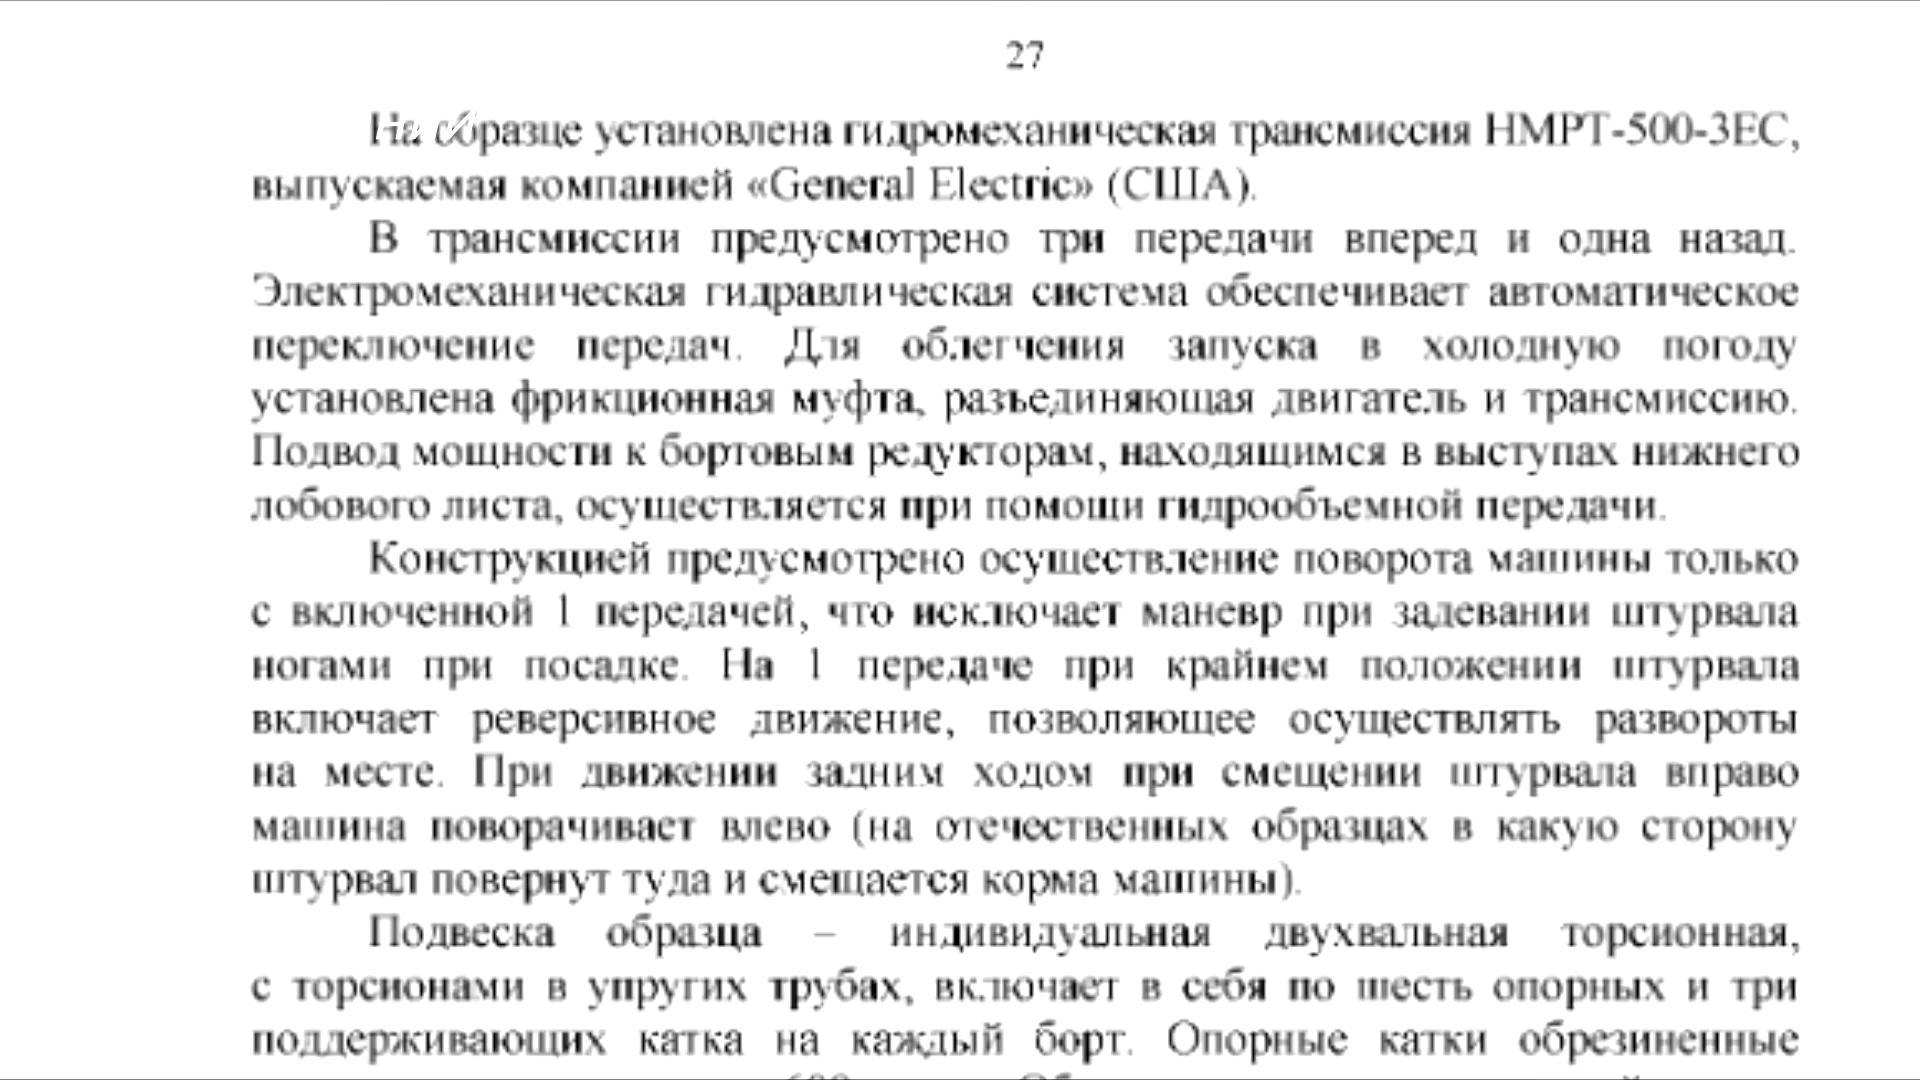 27
На образце установлена гидромеханическая трансмиссия НМРТ-500-3ЕС,
выпускаемая компанией «General Electric» (США).
В трансмиссии предусмотрено три передачи вперед и одна назад.
Электромеханическая гидравлическая система обеспечивает автоматическое
переключение передач. Для облегчения запуска в холодную погоду
установлена фрикционная муфта, разъединяющая двигатель и трансмиссию.
Подвод мощности к бортовым редукторам, находящимся в выступах нижнего
лобового листа, осуществляется при помощи гидрообъемной передачи.
Конструкцией предусмотрено осуществление поворота машины только
с включенной 1 передачей, что исключает маневр при задевании штурвала
ногами при посадке. На 1 передаче при крайнем положении штурвала
включает реверсивное движение, позволяющее осуществлять развороты
на месте. При движении задним ходом при смещении штурвала вправо
машина поворачивает влево (на отечественных образцах в какую сторону
штурвал повернут туда и смещается корма машины).
Подвеска образца – индивидуальная двухвальная торсионная,
с торсионами в упругих трубах, включает в себя по шесть опорных и три
поддерживающих катка на каждый борт. Опорные катки обрезиненные